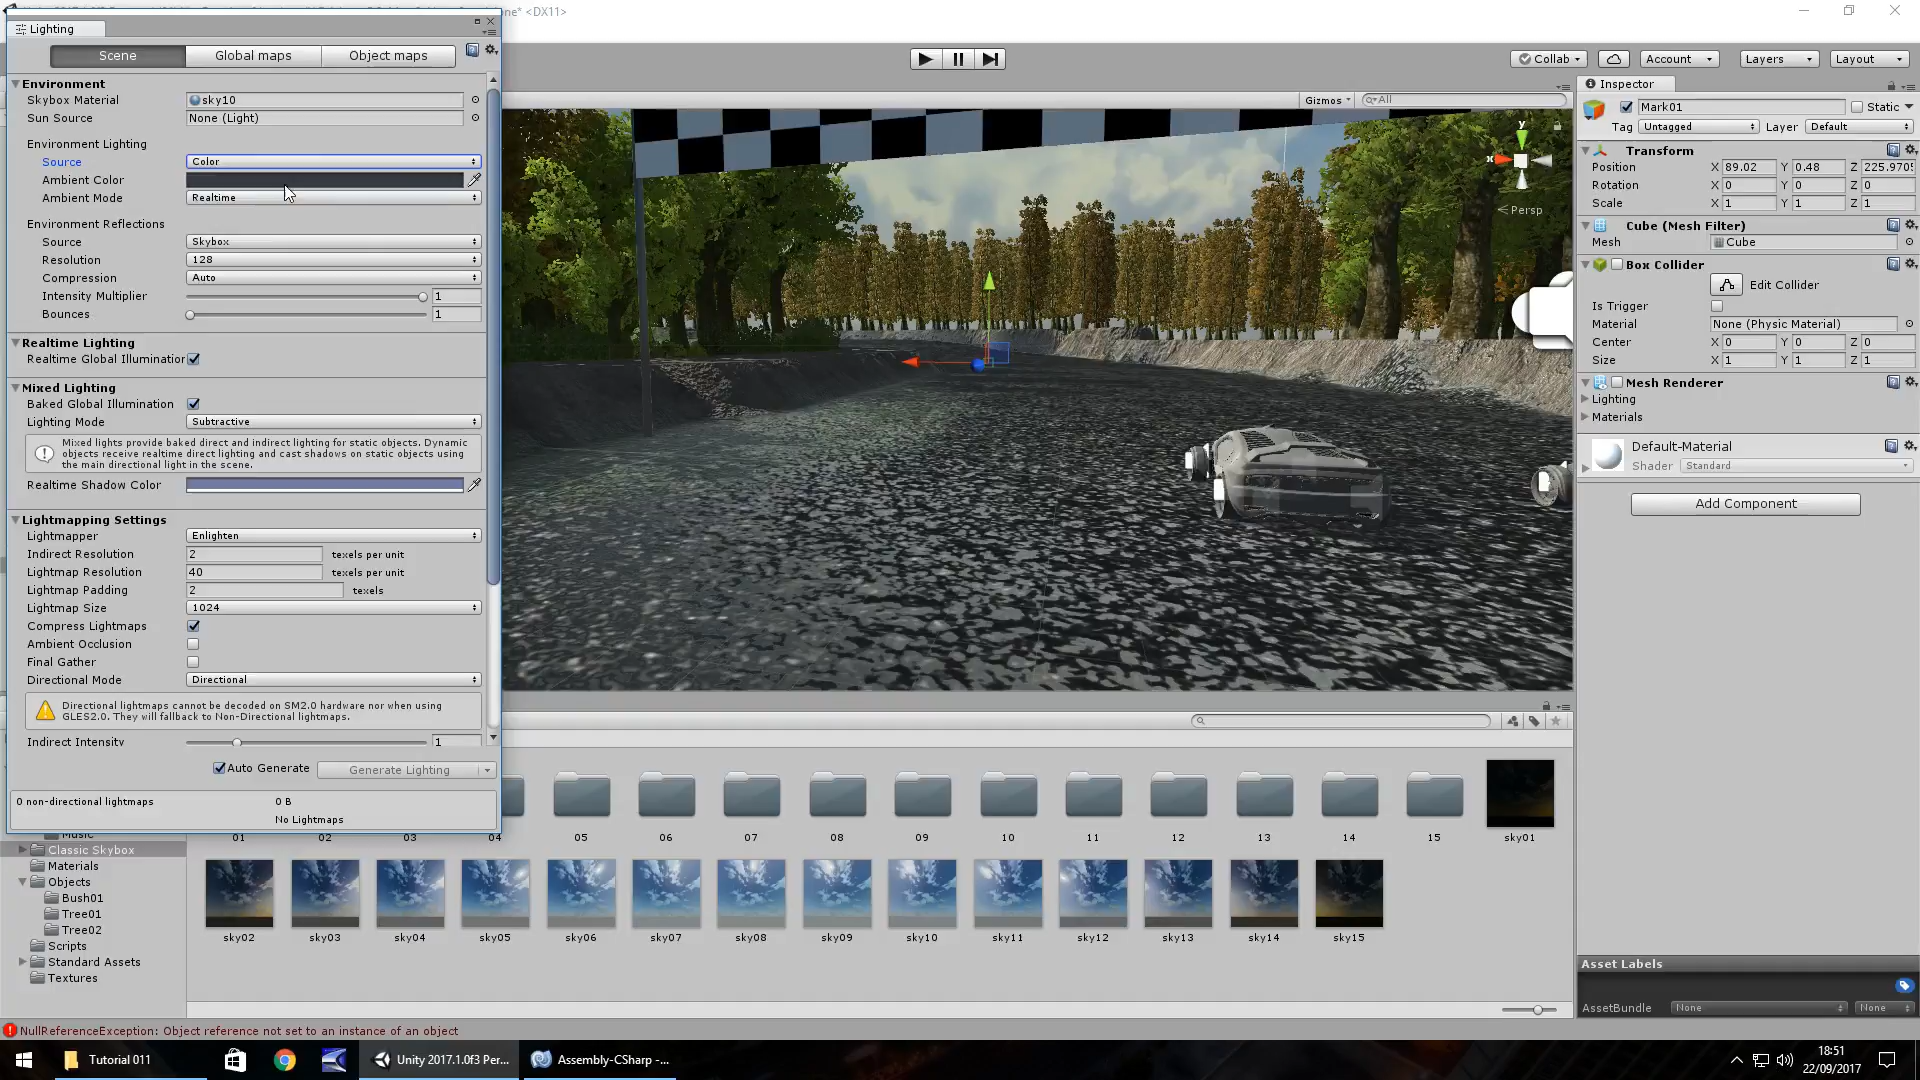 <DX11>
Lighting
Scene Global maps Object maps
Collab Account Layers Layout
Environment
Skybox Material sky10
Sun Source None (Light)
Environment Lighting
Source Color
Ambient Color
Ambient Mode Realtime
Environment Reflections
Source Skybox
Resolution 128
Compression Auto
Intensity Multiplier 1
Bounces 1
Realtime Lighting
Realtime Global Illuminatior
Mixed Lighting
Baked Global Illumination
Lighting Mode Subtractive
Mixed lights provide baked direct and indirect lighting for static objects. Dynamic
objects receive realtime direct lighting and cast shadows on static objects using
the main directional light in the scene.
Realtime Shadow Color
Lightmapping Settings
Lightmapper Enlighten
Indirect Resolution 2 texels per unit
Lightmap Resolution 40 texels per unit
Lightmap Padding 2 texels
Lightmap Size 1024
Compress Lightmaps
Ambient Occlusion
Final Gather
Directional Mode Directional
Directional lightmaps cannot be decoded on SM2.0 hardware nor when using
GLES2.0. They will fallback to Non-Directional lightmaps.
Indirect Intensity 1
Auto Generate Generate Lighting
0 non-directional lightmaps 0 B
No Lightmaps
Gizmos All
y
x
Persp
Inspector
Mark01 Static
Tag Untagged Layer Default
Transform
Position X 89.02 Y 0.48 Z 225.970
Rotation X 0 Y 0 Z 0
Scale X 1 Y 1 Z 1
Cube (Mesh Filter)
Mesh Cube
Box Collider
Edit Collider
Is Trigger
Material None (Physic Material)
Center X 0 Y 0 Z 0
Size X 1 Y 1 Z 1
Mesh Renderer
Lighting
Materials
Default-Material
Shader Standard
Add Component
Asset Labels
AssetBundle None None
Music
Classic Skybox
Materials
Objects
Bush01
Tree01
Tree02
Scripts
Standard Assets
Textures
01 02 03 04 05 06 07 08 09 10 11 12 13 14 15 sky01
sky02 sky03 sky04 sky05 sky06 sky07 sky08 sky09 sky10 sky11 sky12 sky13 sky14 sky15
NullReferenceException: Object reference not set to an instance of an object
Tutorial 011 Unity 2017.1.0f3 Per... Assembly-CSharp -...
18:51
22/09/2017